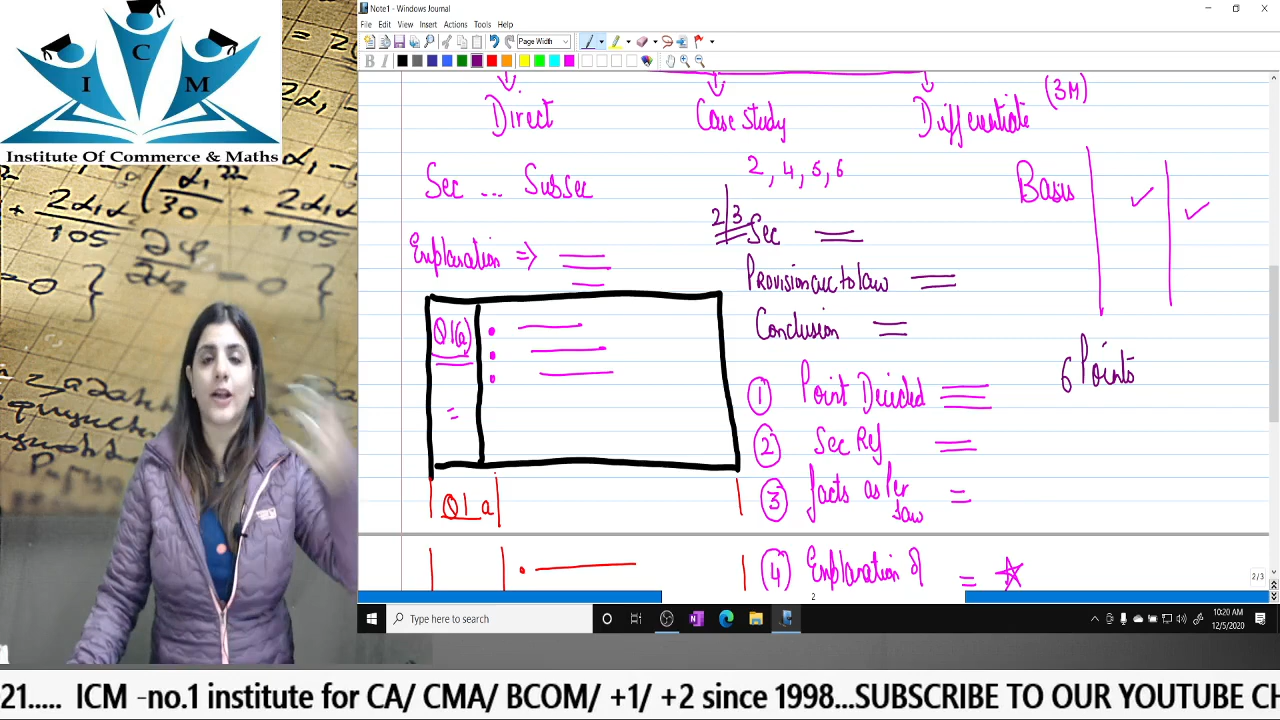 I C M
Institute Of Commerce & Maths
Note1 - Windows Journal
File Edit View Insert Actions Tools Help
Page Width
B I
Direct Case Study Differentiate (3M)
Sec ... Subsec
2, 4, 5, 6
Basis
2/3 Sec
Explanation =>
Provision acc to law
Conclusion
Q1(a)
6 Points
① Point Decided
② Sec Ref
③ facts as Per law
Q1 a
④ Explanation of
2/3
2
Type here to search
10:20 AM
12/5/2020
21..... ICM -no.1 institute for CA/ CMA/ BCOM/ +1/ +2 since 1998...SUBSCRIBE TO OUR YOUTUBE CH